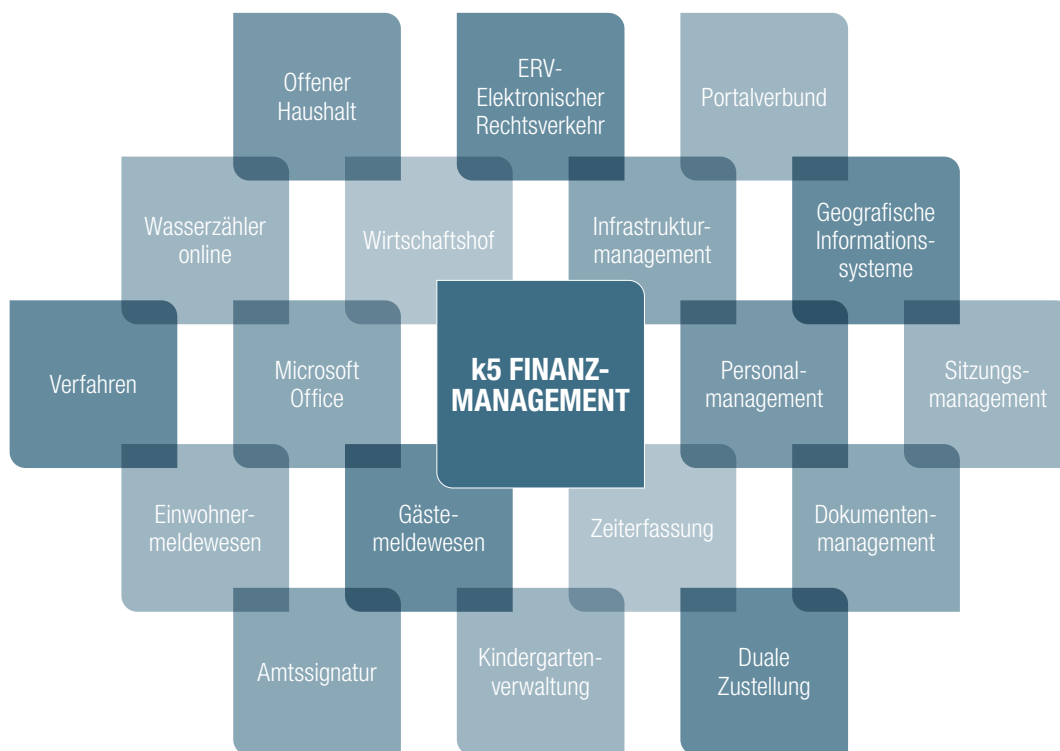 Offener
Haushalt
ERV-
Elektronischer
Rechtsverkehr
Portalverbund
Wasserzähler
online
Wirtschaftshof
Infrastruktur-
management
Geografische
Informations-
systeme
Verfahren
Microsoft
Office
k5 FINANZ-
MANAGEMENT
Personal-
management
Sitzungs-
management
Einwohner-
meldewesen
Gäste-
meldewesen
Zeiterfassung
Dokumenten-
management
Amtssignatur
Kindergarten-
verwaltung
Duale
Zustellung